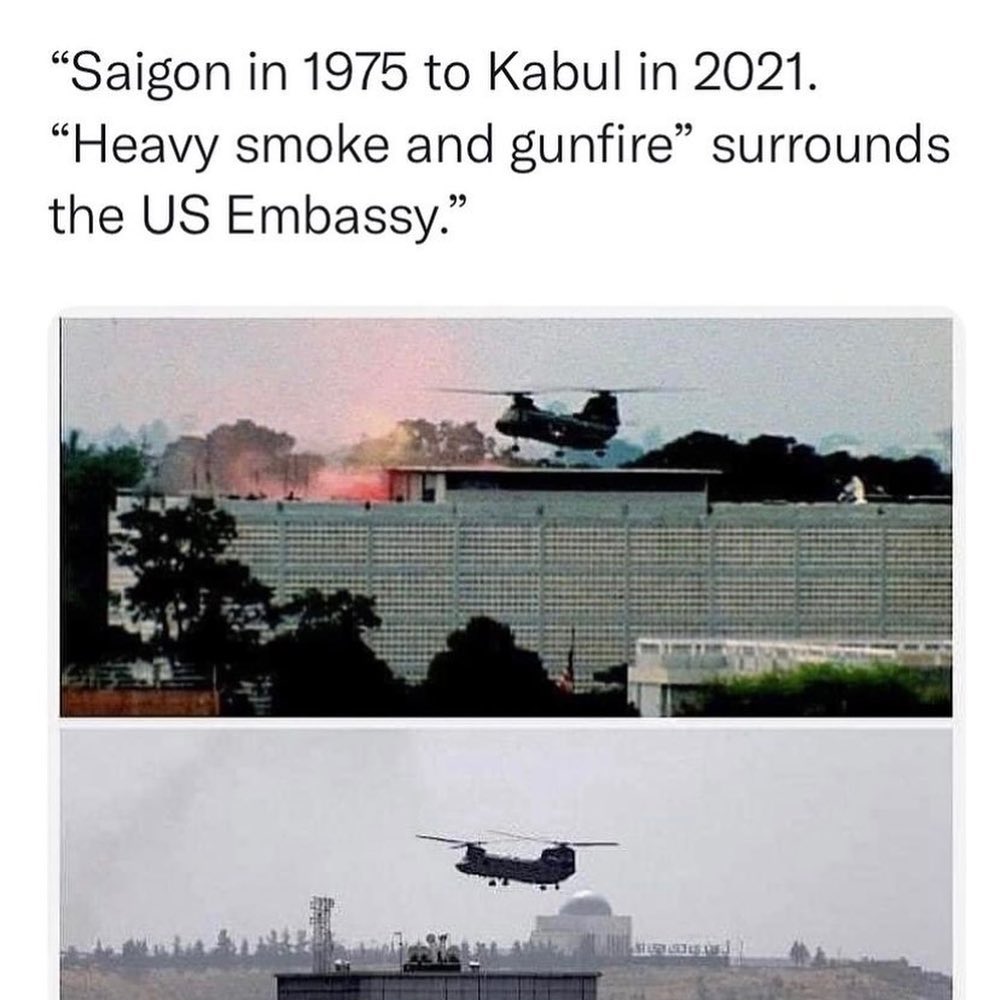 “Saigon in 1975 to Kabul in 2021.
“Heavy smoke and gunfire” surrounds
the US Embassy.”